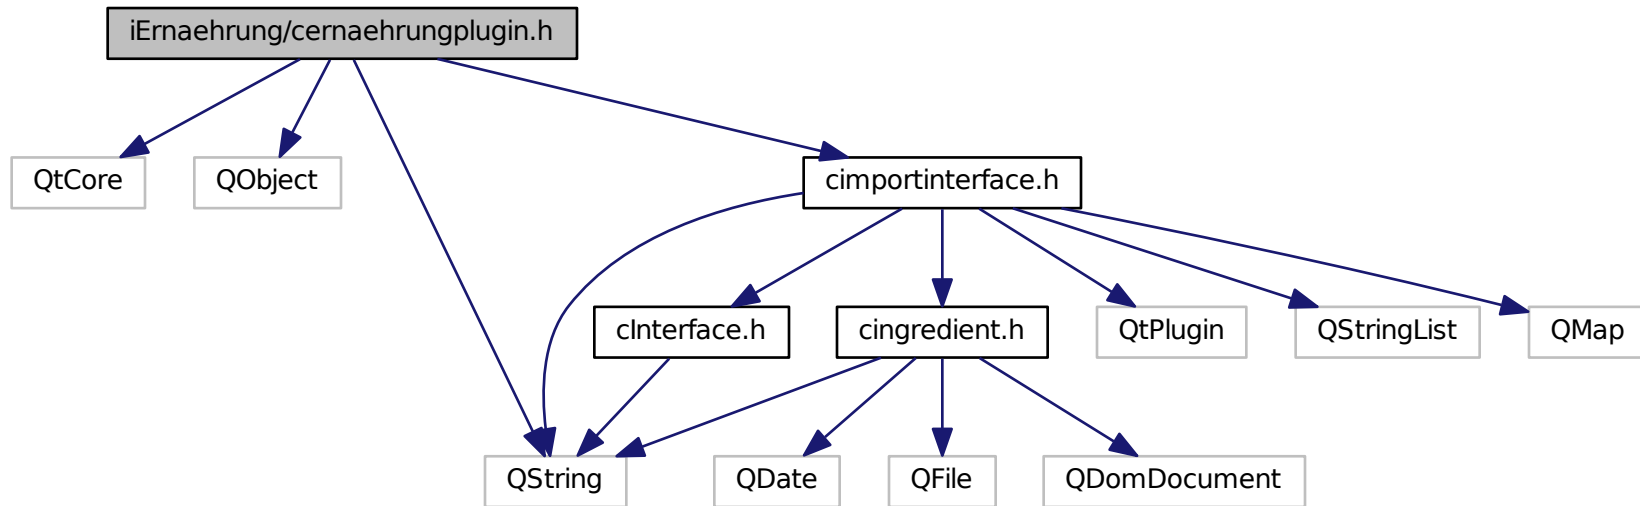 iErnaehrung/cernaehrungplugin.h
QtCore
QObject
cimportinterface.h
cInterface.h
cingredient.h
QtPlugin
QStringList
QMap
QString
QDate
QFile
QDomDocument